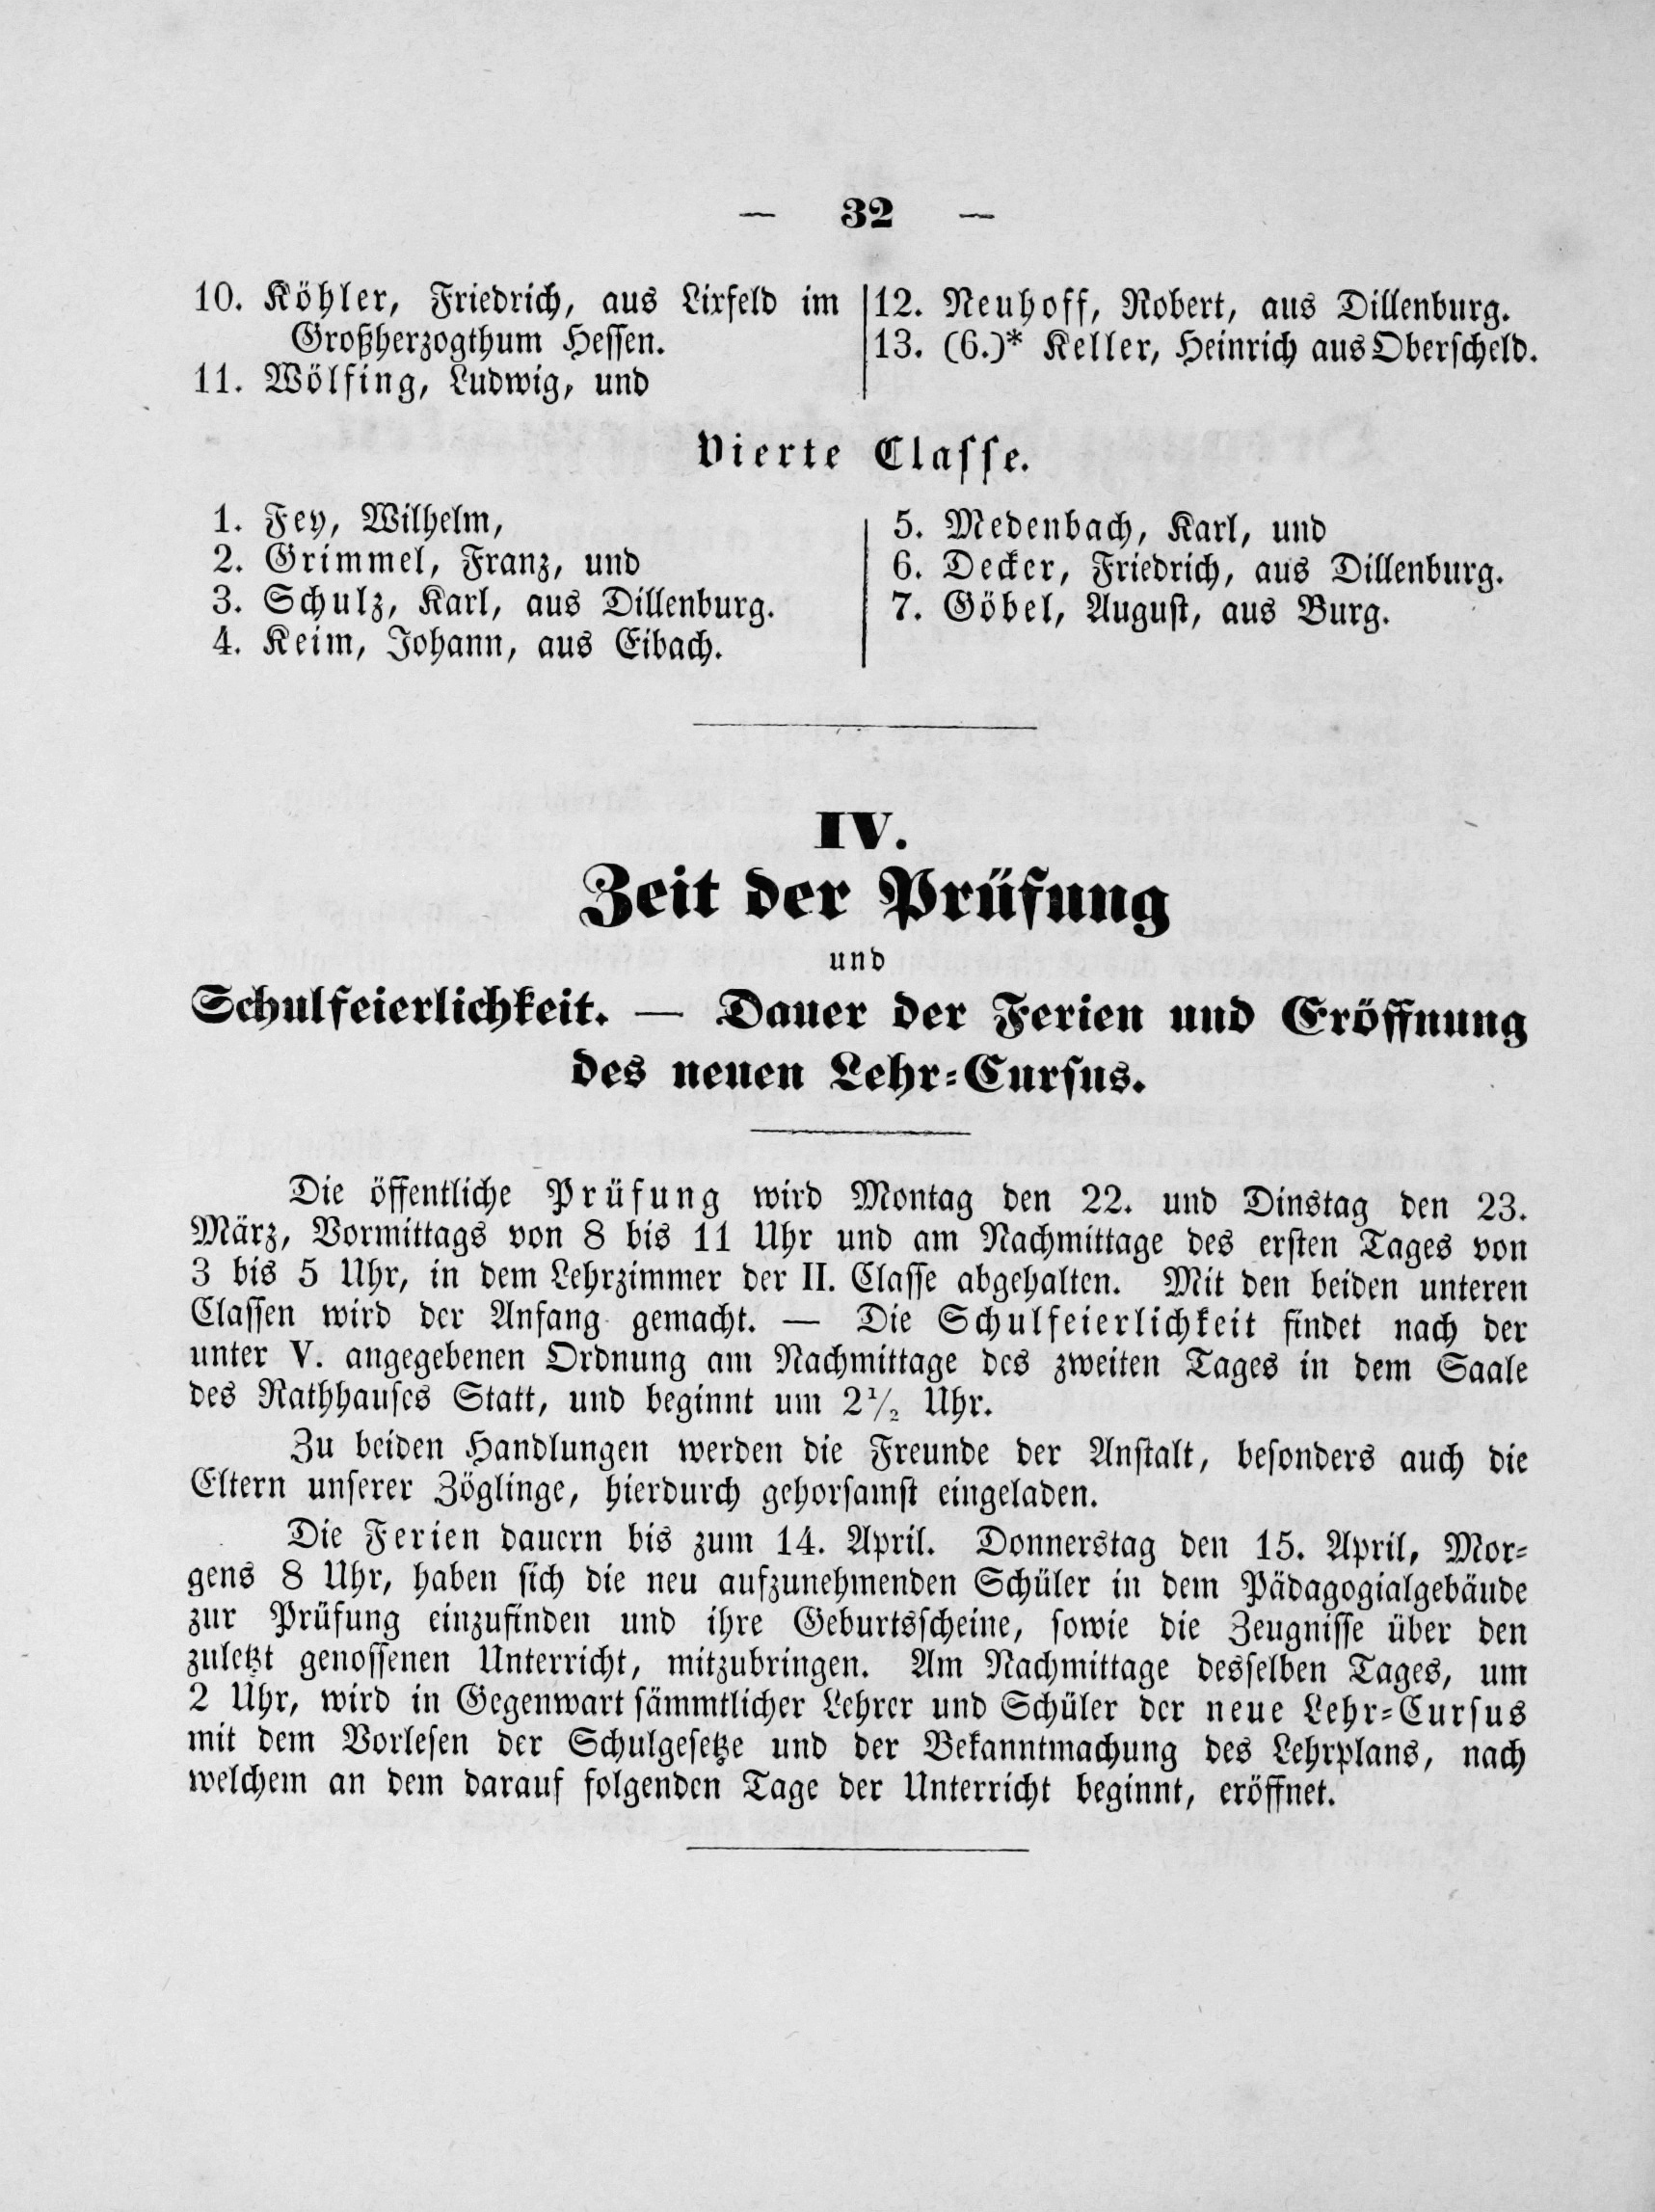 — 32 —
10. Köhler, Friedrich, aus Lixfeld im
Großherzogthum Hessen.
11. Wölfing, Ludwig, und
12. Neuhoff, Robert, aus Dillenburg.
13. (6.)* Keller, Heinrich aus Oberscheld.
Vierte Classe.
1. Fey, Wilhelm,
2. Grimmel, Franz, und
3. Schulz, Karl, aus Dillenburg.
4. Keim, Johann, aus Eibach.
5. Medenbach, Karl, und
6. Decker, Friedrich, aus Dillenburg.
7. Göbel, August, aus Burg.
IV.
Zeit der Prüfung
und
Schulfeierlichkeit. — Dauer der Ferien und Eröffnung
des neuen Lehr-Cursus.
Die öffentliche Prüfung wird Montag den 22. und Dinstag den 23.
März, Vormittags von 8 bis 11 Uhr und am Nachmittage des ersten Tages von
3 bis 5 Uhr, in dem Lehrzimmer der II. Classe abgehalten. Mit den beiden unteren
Classen wird der Anfang gemacht. — Die Schulfeierlichkeit findet nach der
unter V. angegebenen Ordnung am Nachmittage des zweiten Tages in dem Saale
des Rathhauses Statt, und beginnt um 2½ Uhr.
Zu beiden Handlungen werden die Freunde der Anstalt, besonders auch die
Eltern unserer Zöglinge, hierdurch gehorsamst eingeladen.
Die Ferien dauern bis zum 14. April. Donnerstag den 15. April, Mor-
gens 8 Uhr, haben sich die neu aufzunehmenden Schüler in dem Pädagogialgebäude
zur Prüfung einzufinden und ihre Geburtsscheine, sowie die Zeugnisse über den
zuletzt genossenen Unterricht, mitzubringen. Am Nachmittage desselben Tages, um
2 Uhr, wird in Gegenwart sämmtlicher Lehrer und Schüler der neue Lehr-Cursus
mit dem Vorlesen der Schulgesetze und der Bekanntmachung des Lehrplans, nach
welchem an dem darauf folgenden Tage der Unterricht beginnt, eröffnet.